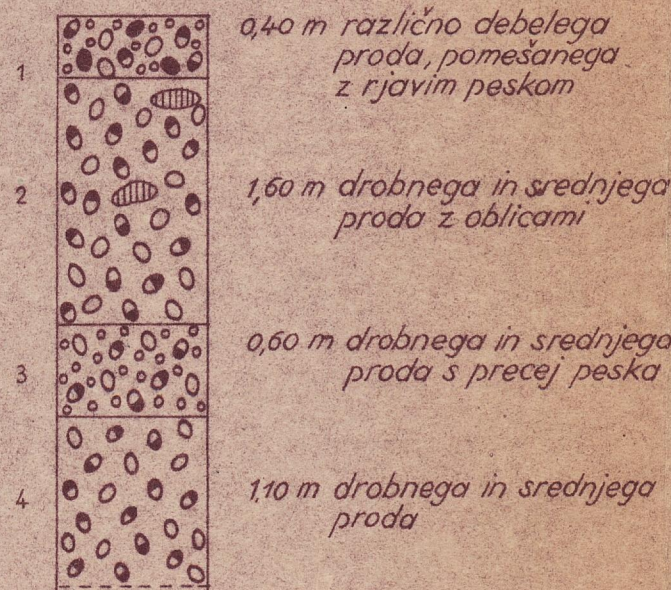 1
0,40 m različno debelega
proda, pomešanega
z rjavim peskom
2
1,60 m drobnega in srednjega
proda z oblicami
3
0,60 m drobnega in srednjega
proda s precej peska
4
1,10 m drobnega in srednjega
proda